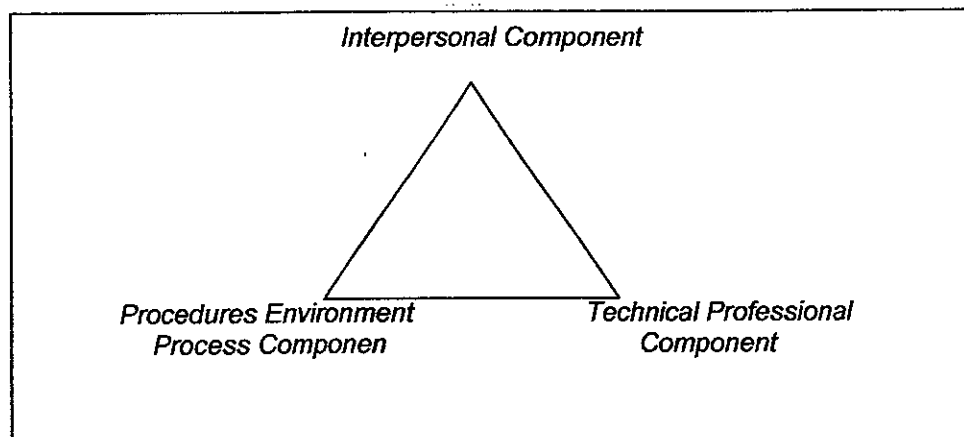 Interpersonal Component
Procedures Environment
Process Componen
Technical Professional
Component